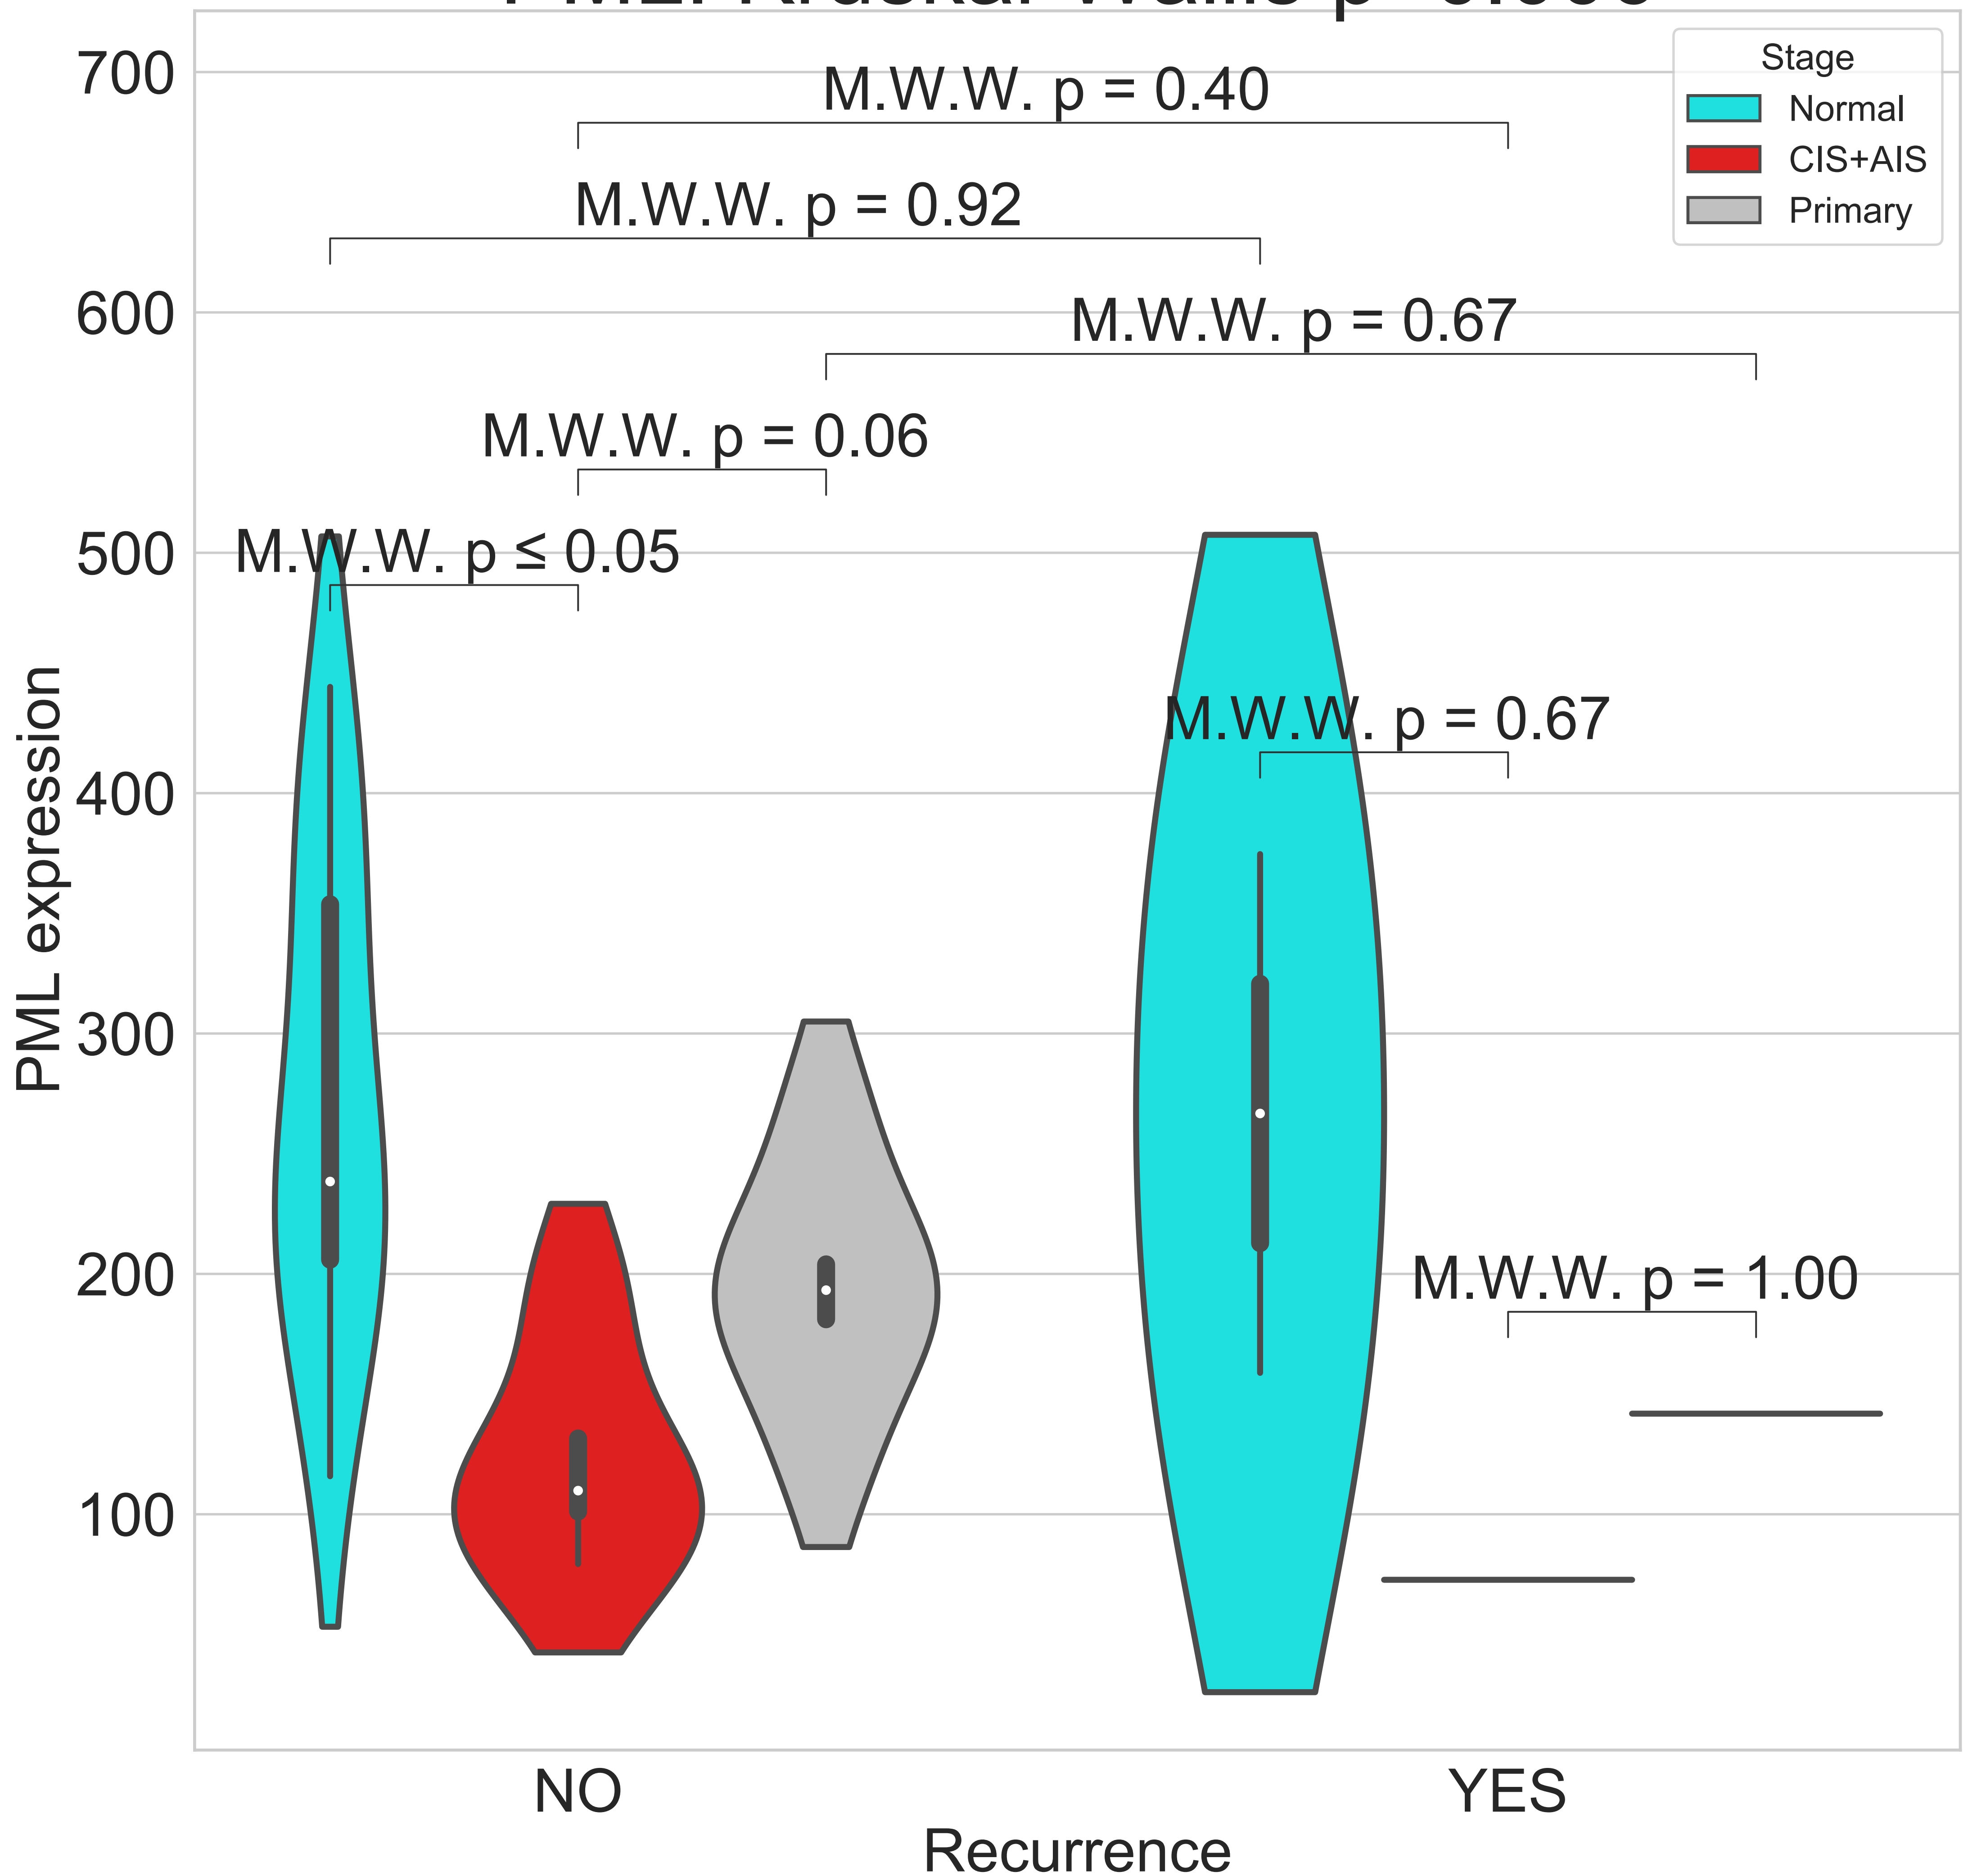 Stage
Normal
CIS+AIS
Primary
M.W.W. p = 0.40
M.W.W. p = 0.92
M.W.W. p = 0.67
M.W.W. p = 0.06
M.W.W. p ≤ 0.05
M.W.W. p = 0.67
M.W.W. p = 1.00
700
600
500
400
300
200
100
PML expression
NO
YES
Recurrence